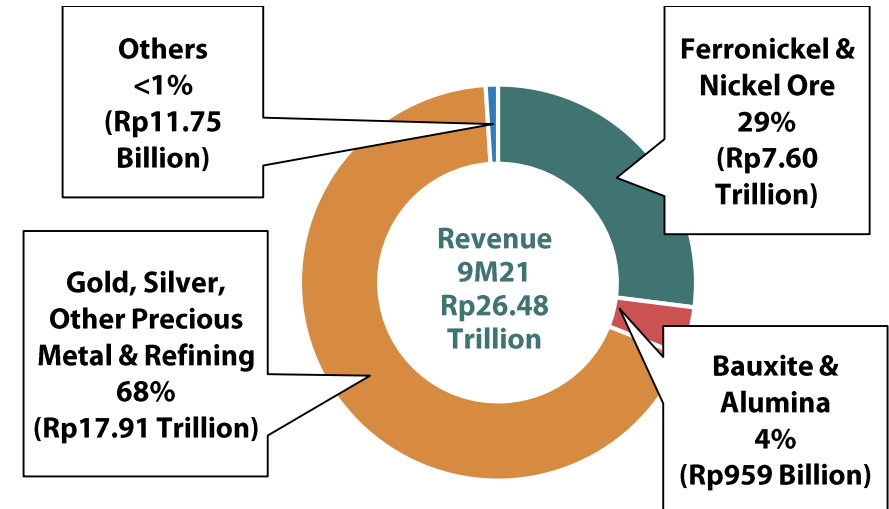 Others
<1%
(Rp11.75
Billion)
Ferronickel &
Nickel Ore
29%
(Rp7.60
Trillion)
Revenue
9M21
Rp26.48
Trillion
Gold, Silver,
Other Precious
Metal & Refining
68%
(Rp17.91 Trillion)
Bauxite &
Alumina
4%
(Rp959 Billion)